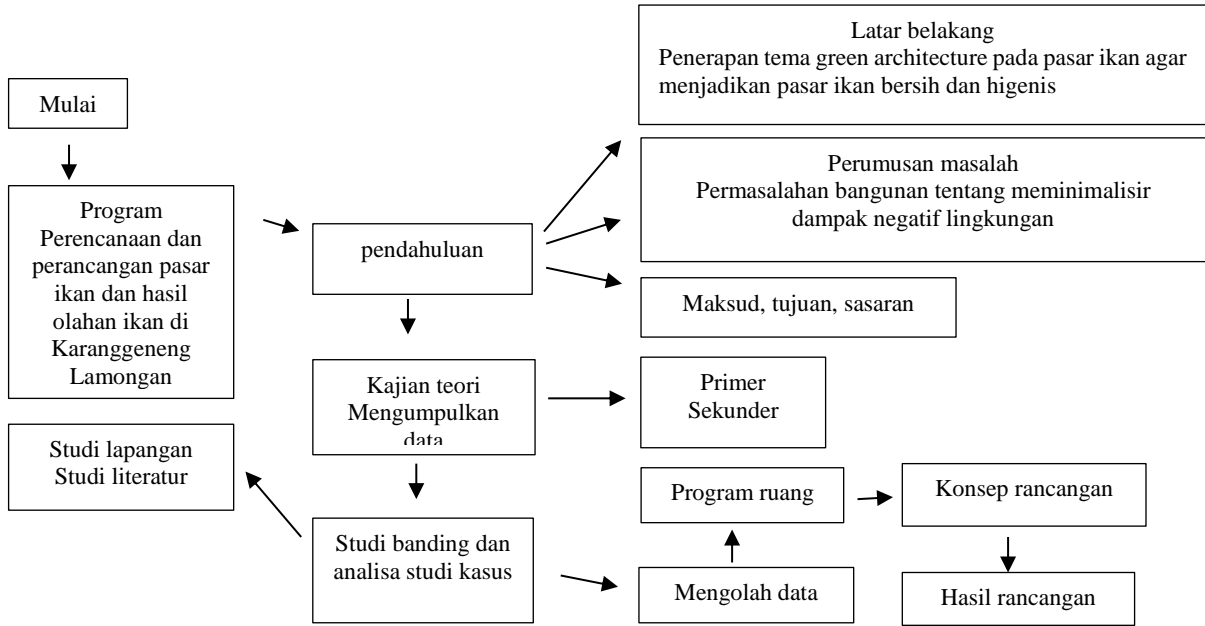 Mulai
Program
Perencanaan dan
perancangan pasar
ikan dan hasil
olahan ikan di
Karanggeneng
Lamongan
pendahuluan
Latar belakang
Penerapan tema green architecture pada pasar ikan agar
menjadikan pasar ikan bersih dan higenis
Perumusan masalah
Permasalahan bangunan tentang meminimalisir
dampak negatif lingkungan
Maksud, tujuan, sasaran
Kajian teori
Mengumpulkan
data
Primer
Sekunder
Studi banding dan
analisa studi kasus
Studi lapangan
Studi literatur
Mengolah data
Program ruang
Konsep rancangan
Hasil rancangan